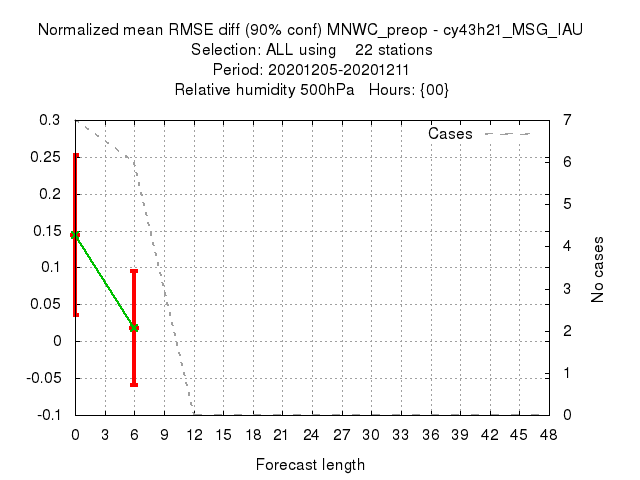 Normalized mean RMSE diff (90% conf) MNWC_preop - cy43h21_MSG_IAU
Selection: ALL using 22 stations
Period: 20201205-20201211
Relative humidity 500hPa Hours: {00}
Cases
0.3
0.25
0.2
0.15
0.1
0.05
0
-0.05
-0.1
7
6
5
4
3
2
1
0
No cases
0 3 6 9 12 15 18 21 24 27 30 33 36 39 42 45 48
Forecast length